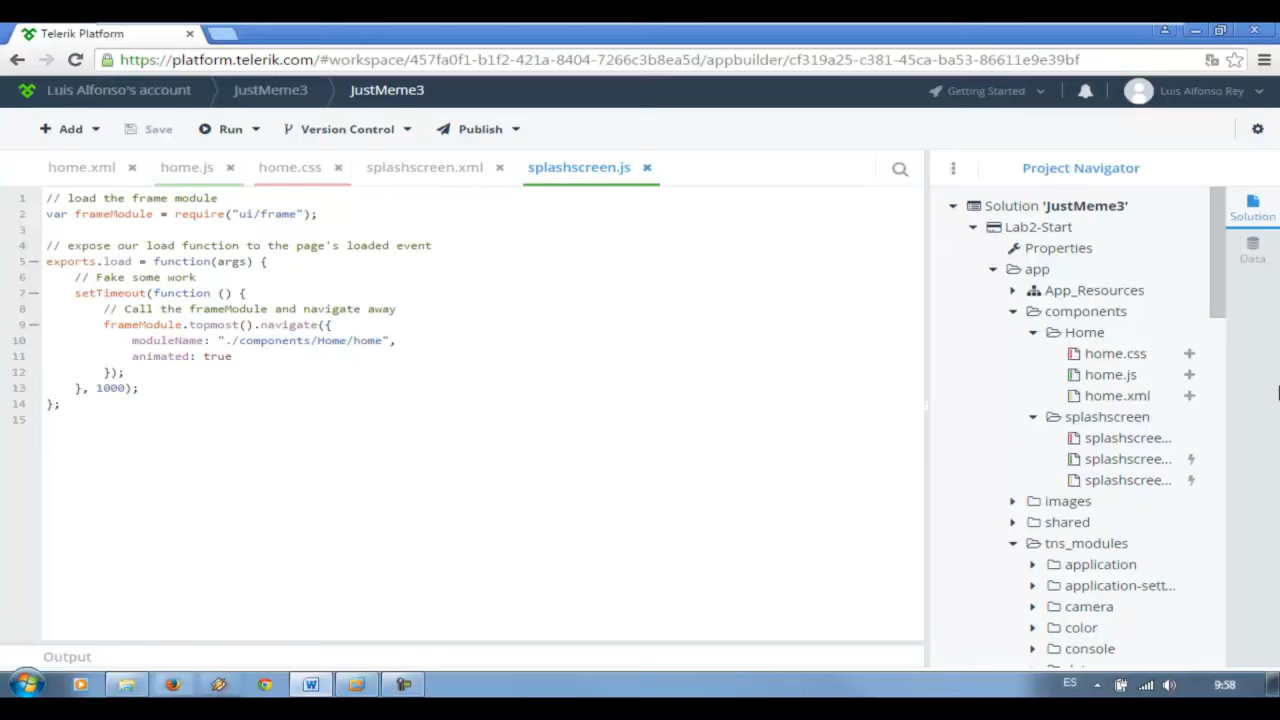 Telerik Platform
https://platform.telerik.com/#workspace/457fa0f1-b1f2-421a-8404-7266c3b8ea5d/appbuilder/cf319a25-c381-45ca-ba53-86611e9e39bf
Luis Alfonso's account JustMeme3 JustMeme3 Getting Started Luis Alfonso Rey
Add Save Run Version Control Publish
home.xml home.js home.css splashscreen.xml splashscreen.js Project Navigator
1 // load the frame module
2 var frameModule = require("ui/frame");
3
4 // expose our load function to the page's loaded event
5 exports.load = function(args) {
6 // Fake some work
7 setTimeout(function () {
8 // Call the frameModule and navigate away
9 frameModule.topmost().navigate({
10 moduleName: "./components/Home/home",
11 animated: true
12 });
13 }, 1000);
14 };
15
Solution 'JustMeme3'
Lab2-Start
Properties
app
App_Resources
components
Home
home.css
home.js
home.xml
splashscreen
splashscree...
splashscree...
splashscree...
images
shared
tns_modules
application
application-sett...
camera
color
console
Solution
Data
Output
ES 9:58